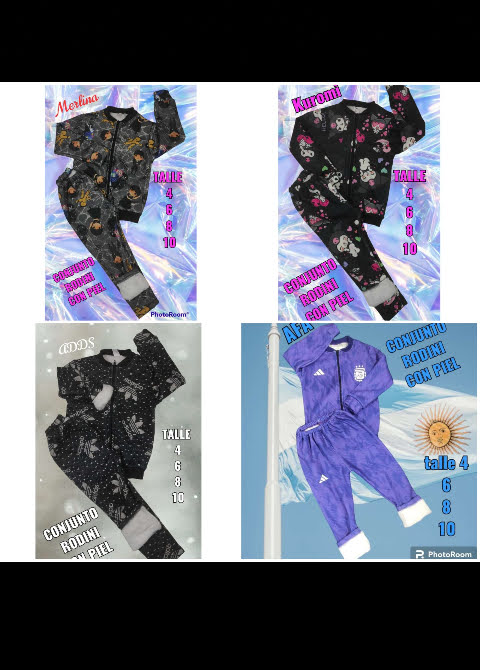 Merlina
TALLE
4
6
8
10
CONJUNTO
RODINI
CON PIEL
PhotoRoom
Kuromi
TALLE
4
6
8
10
CONJUNTO
RODINI
CON PIEL
ADDS
TALLE
4
6
8
10
CONJUNTO
RODINI
CON PIEL
AFA
CONJUNTO
RODINI
CON PIEL
talle 4
6
8
10
PhotoRoom